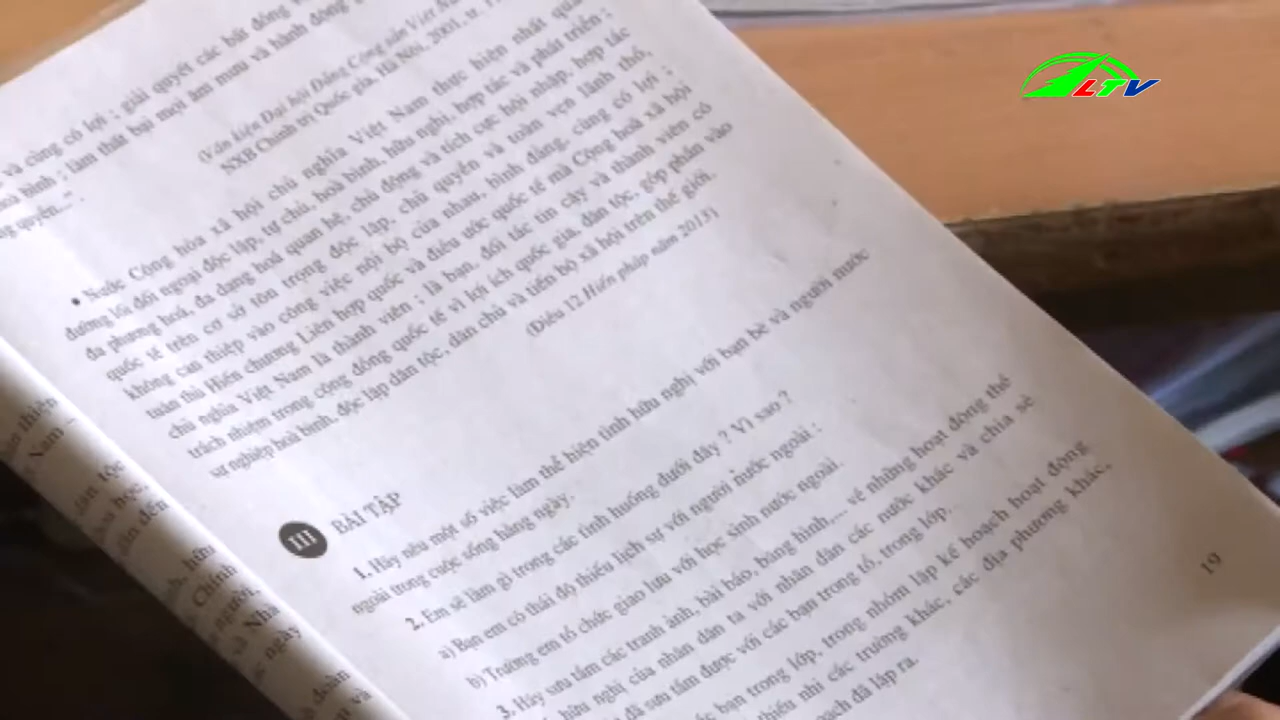 và cùng có lợi ; giải quyết các bất đồng
hoà bình ; làm thất bại mọi âm mưu và hành động
quyền...".
(Văn kiện Đại hội Đảng Cộng sản Việt Nam
NXB Chính trị Quốc gia, Hà Nội, 2001, tr.
• Nước Cộng hòa xã hội chủ nghĩa Việt Nam thực hiện nhất quán
đường lối đối ngoại độc lập, tự chủ, hoà bình, hữu nghị, hợp tác và phát triển ;
đa phương hoá, đa dạng hoá quan hệ, chủ động và tích cực hội nhập, hợp tác
quốc tế trên cơ sở tôn trọng độc lập, chủ quyền và toàn vẹn lãnh thổ,
không can thiệp vào công việc nội bộ của nhau, bình đẳng, cùng có lợi ;
tuân thủ Hiến chương Liên hợp quốc và điều ước quốc tế mà Cộng hoà xã hội
chủ nghĩa Việt Nam là thành viên ; là bạn, đối tác tin cậy và thành viên có
trách nhiệm trong cộng đồng quốc tế vì lợi ích quốc gia, dân tộc, góp phần vào
sự nghiệp hoà bình, độc lập dân tộc, dân chủ và tiến bộ xã hội trên thế giới.
(Điều 12 Hiến pháp năm 2013)
III BÀI TẬP
1. Hãy nêu một số việc làm thể hiện tình hữu nghị với bạn bè và người nước
ngoài trong cuộc sống hàng ngày.
2. Em sẽ làm gì trong các tình huống dưới đây ? Vì sao ?
a) Bạn em có thái độ thiếu lịch sự với người nước ngoài ;
b) Trường em tổ chức giao lưu với học sinh nước ngoài.
3. Hãy sưu tầm các tranh ảnh, bài báo, băng hình,... về những hoạt động thể
hữu nghị của nhân dân ta với nhân dân các nước khác và chia sẻ
đã sưu tầm được với các bạn trong tổ, trong lớp.
bạn trong lớp, trong nhóm lập kế hoạch hoạt động
thiếu nhi các trường khác, các địa phương khác,
đã lập ra.
19
thiên
Nam –
dân tộc
hoa học
đến
hữu
Chính
người,
và Nhà
ngày
đoàn
và
LTV